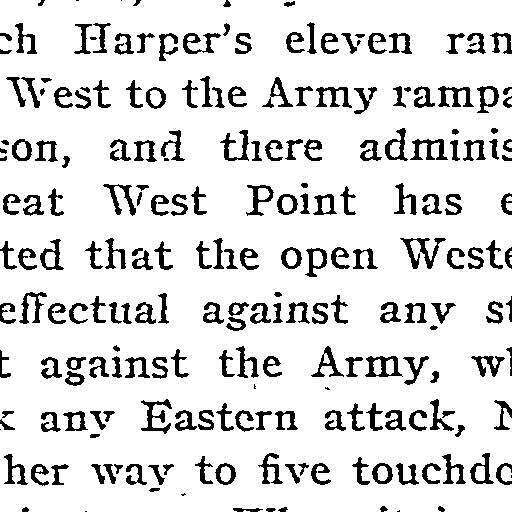 ch Harper's eleven ran
West to the Army rampa
son, and there adminis
eat West Point has e
ted that the open Weste
effectual against any st
t against the Army, wh
k any Eastern attack, N
her way to five touchdo